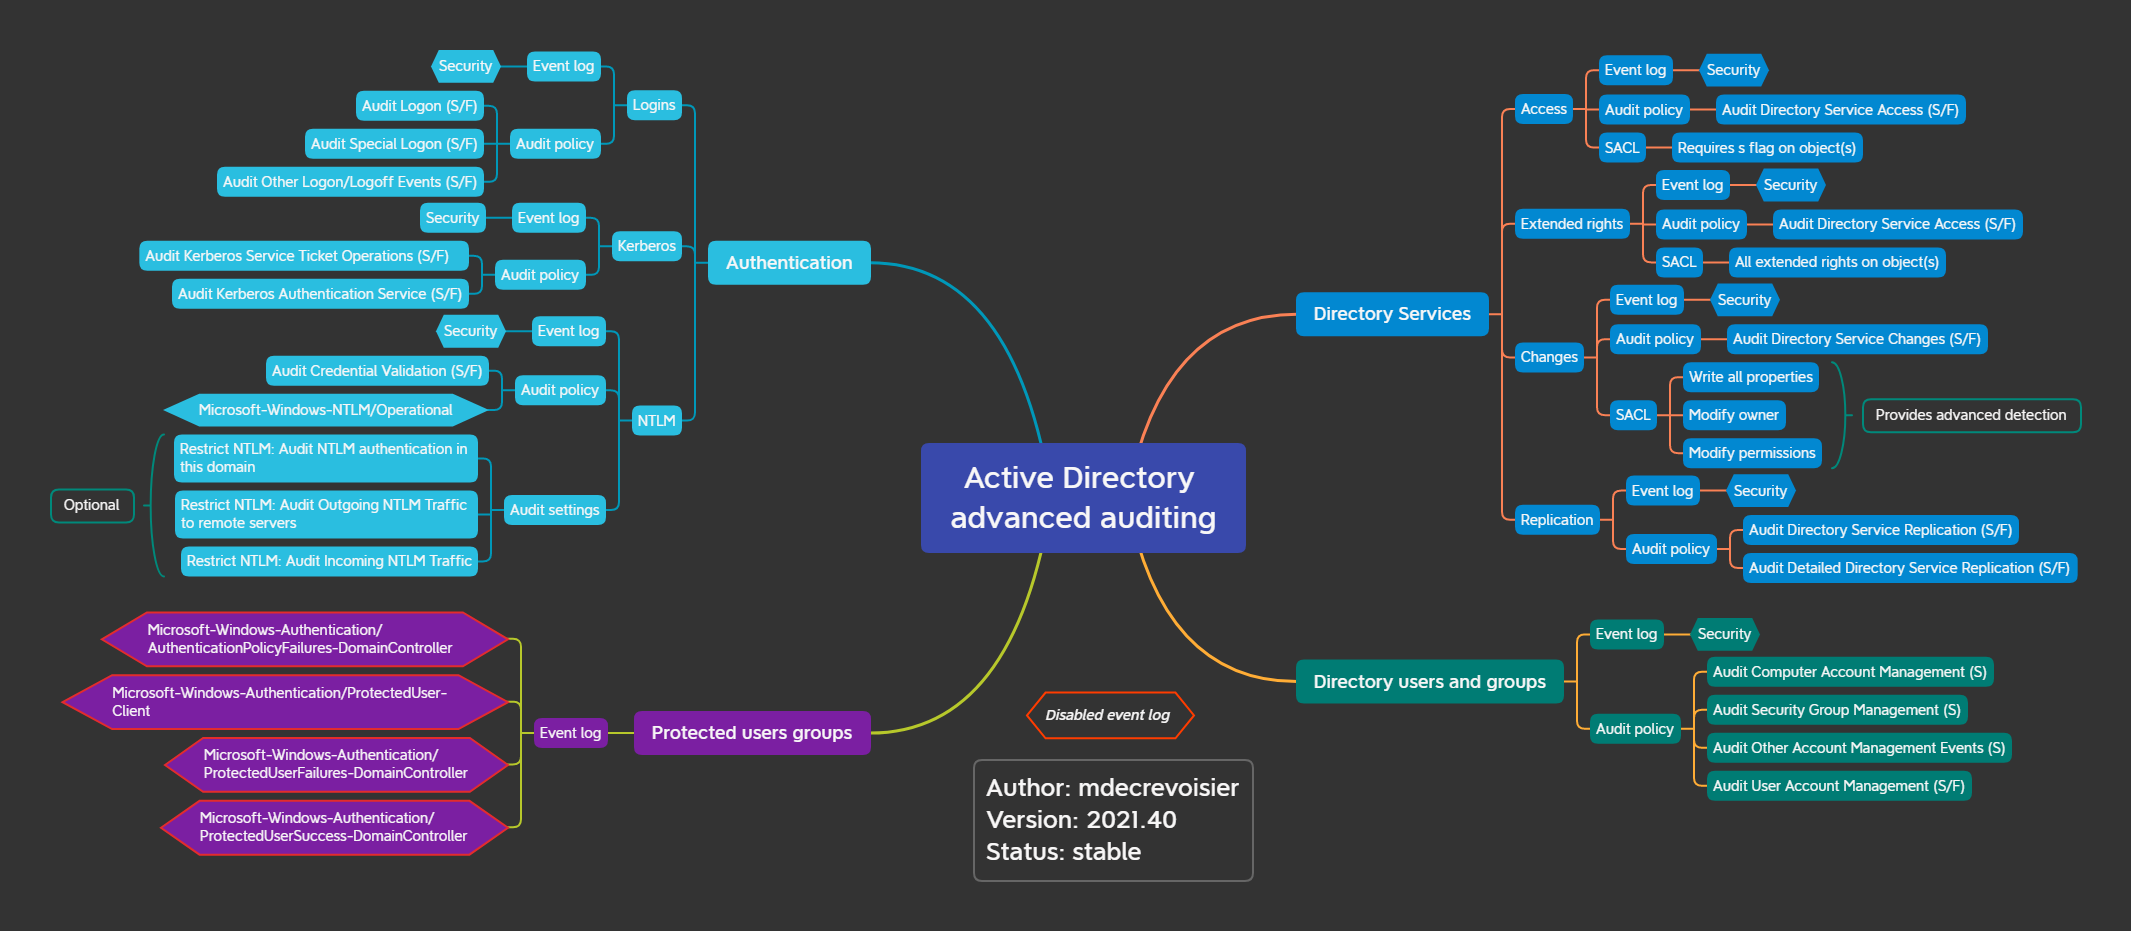 Security
Event log
Logins
Audit Logon (S/F)
Audit Special Logon (S/F)
Audit policy
Audit Other Logon/Logoff Events (S/F)
Security
Event log
Kerberos
Audit Kerberos Service Ticket Operations (S/F)
Audit policy
Audit Kerberos Authentication Service (S/F)
Authentication
Security
Event log
Audit Credential Validation (S/F)
Audit policy
Microsoft-Windows-NTLM/Operational
NTLM
Restrict NTLM: Audit NTLM authentication in
this domain
Optional
Restrict NTLM: Audit Outgoing NTLM Traffic
to remote servers
Audit settings
Restrict NTLM: Audit Incoming NTLM Traffic
Microsoft-Windows-Authentication/
AuthenticationPolicyFailures-DomainController
Microsoft-Windows-Authentication/ProtectedUser-
Client
Event log
Protected users groups
Microsoft-Windows-Authentication/
ProtectedUserFailures-DomainController
Microsoft-Windows-Authentication/
ProtectedUserSuccess-DomainController
Active Directory
advanced auditing
Disabled event log
Author: mdecrevoisier
Version: 2021.40
Status: stable
Directory Services
Access
Event log
Security
Audit policy
Audit Directory Service Access (S/F)
SACL
Requires s flag on object(s)
Extended rights
Event log
Security
Audit policy
Audit Directory Service Access (S/F)
SACL
All extended rights on object(s)
Changes
Event log
Security
Audit policy
Audit Directory Service Changes (S/F)
SACL
Write all properties
Modify owner
Modify permissions
Provides advanced detection
Replication
Event log
Security
Audit policy
Audit Directory Service Replication (S/F)
Audit Detailed Directory Service Replication (S/F)
Directory users and groups
Event log
Security
Audit policy
Audit Computer Account Management (S)
Audit Security Group Management (S)
Audit Other Account Management Events (S)
Audit User Account Management (S/F)